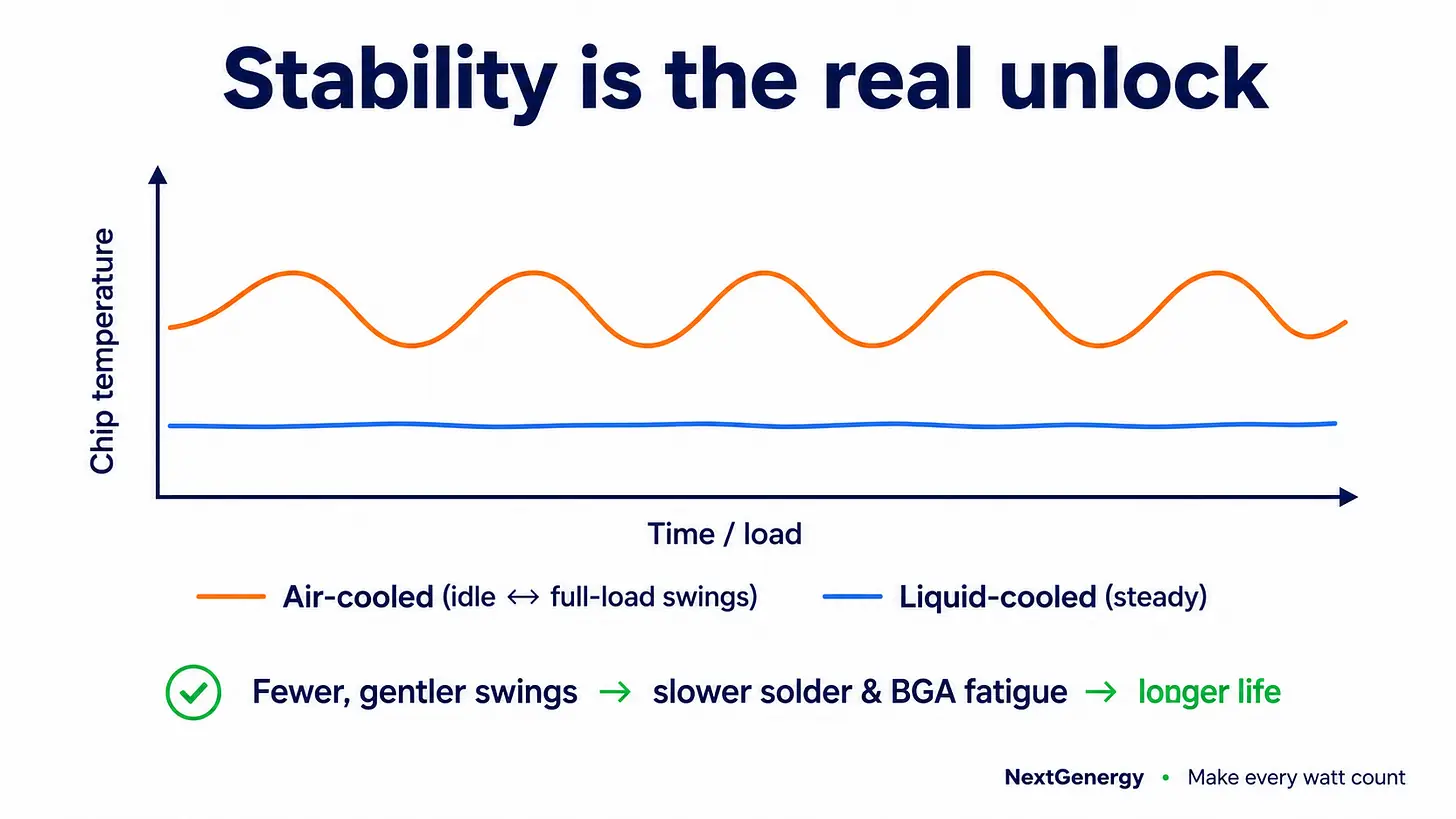 Stability is the real unlock
Chip temperature
Time / load
Air-cooled (idle ↔ full-load swings)
Liquid-cooled (steady)
Fewer, gentler swings → slower solder & BGA fatigue → longer life
NextGenergy • Make every watt count